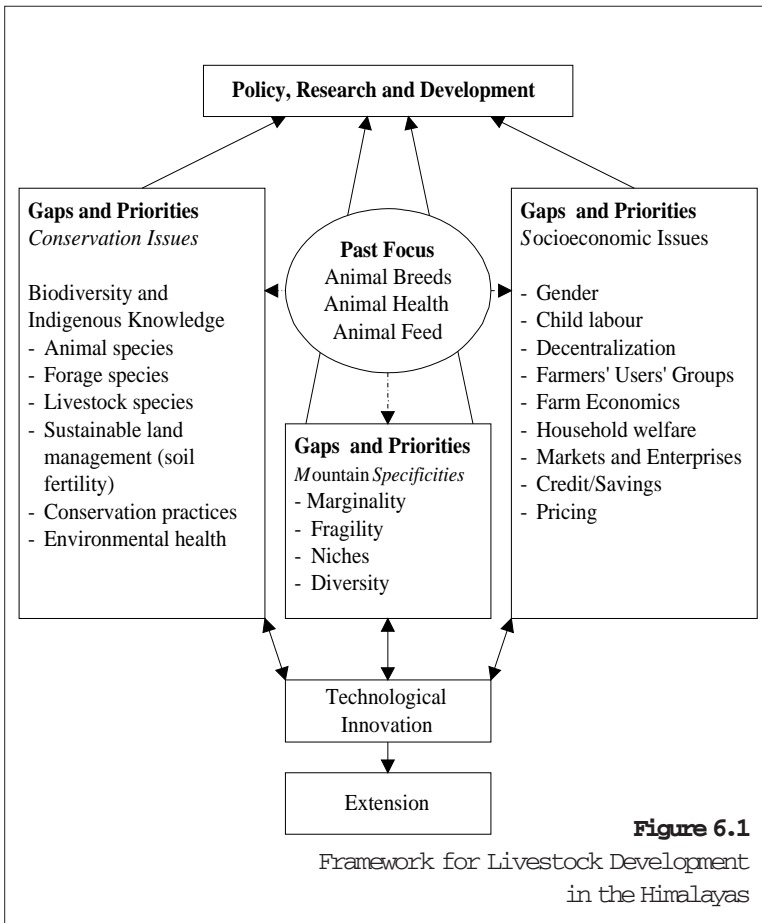 Policy, Research and Development
Gaps and Priorities
Conservation Issues
Biodiversity and
Indigenous Knowledge
- Animal species
- Forage species
- Livestock species
- Sustainable land
management (soil
fertility)
- Conservation practices
- Environmental health
Past Focus
Animal Breeds
Animal Health
Animal Feed
Gaps and Priorities
Mountain Specificities
- Marginality
- Fragility
- Niches
- Diversity
Gaps and Priorities
Socioeconomic Issues
- Gender
- Child labour
- Decentralization
- Farmers' Users' Groups
- Farm Economics
- Household welfare
- Markets and Enterprises
- Credit/Savings
- Pricing
Technological
Innovation
Extension
Figure 6.1
Framework for Livestock Development
in the Himalayas